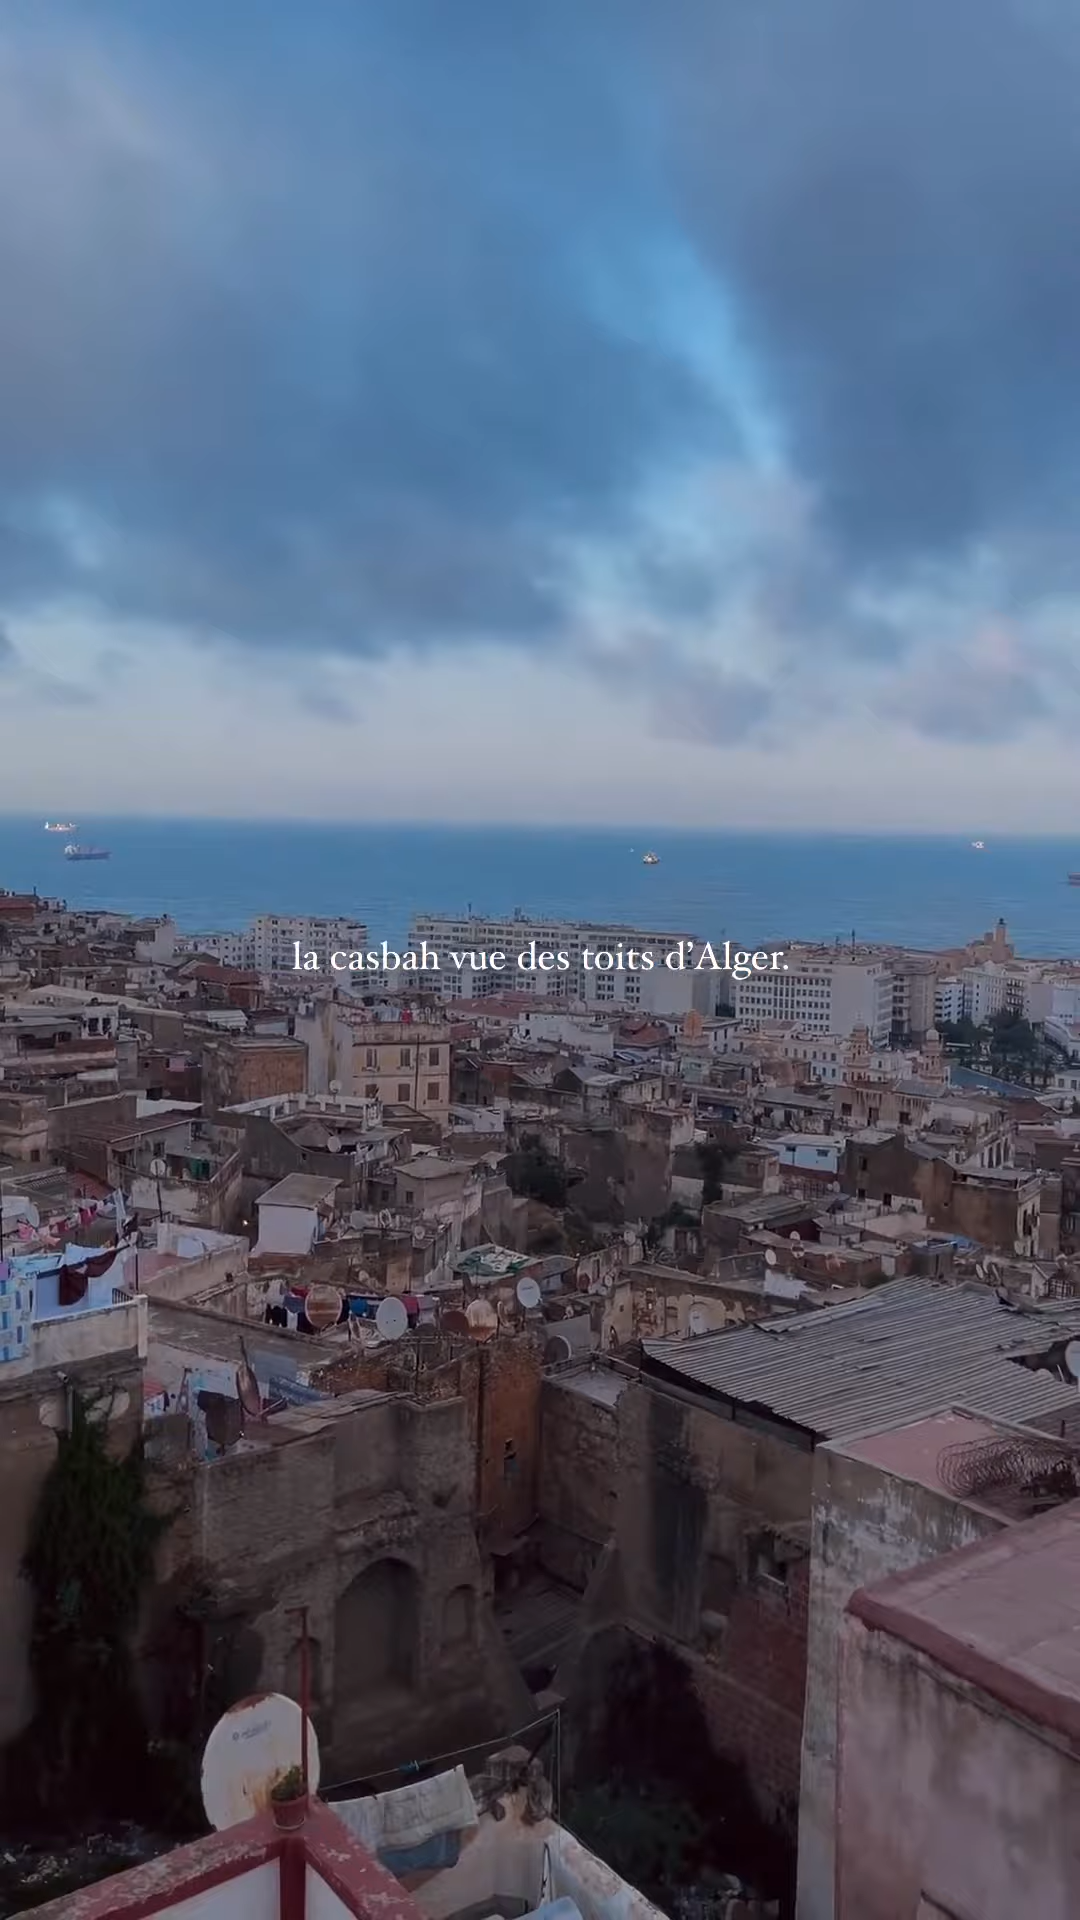 la casbah vue des toits d’Alger.